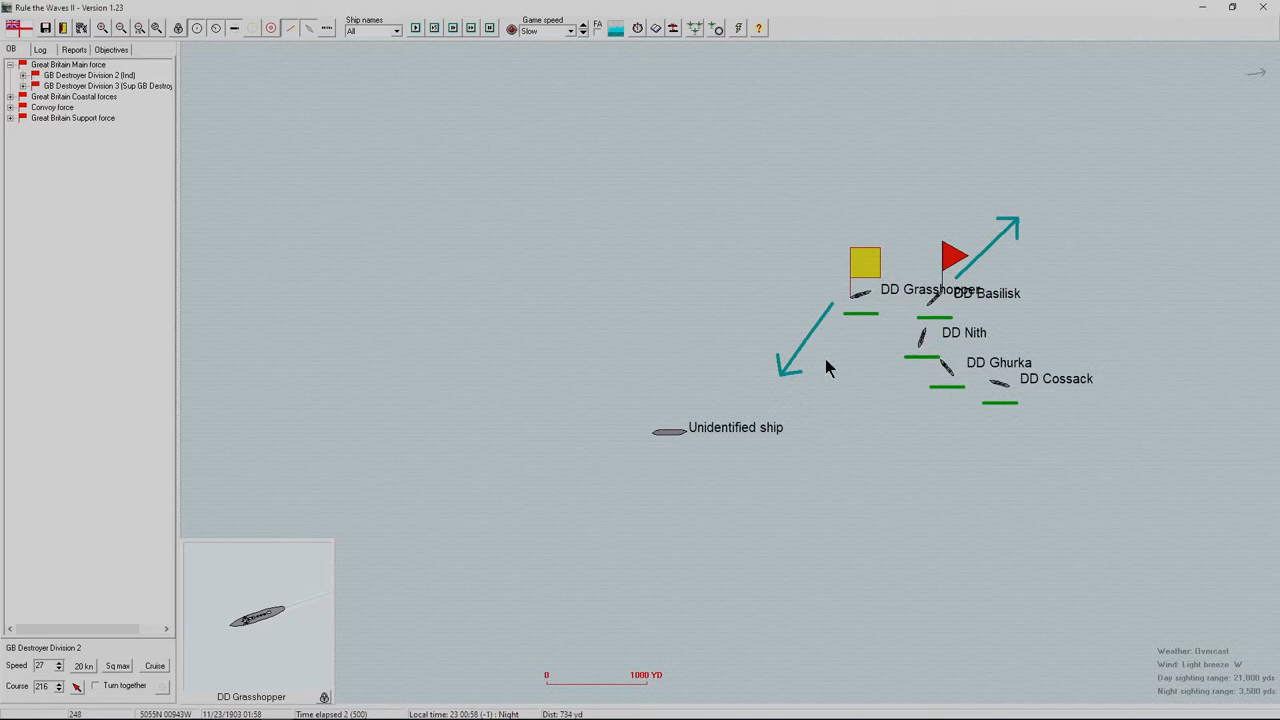 Rule the Waves II - Version 1.23
Ship names
All
Game speed
Slow
FA
OB
Log
Reports
Objectives
Great Britain Main force
GB Destroyer Division 2 (Ind)
GB Destroyer Division 3 (Sup GB Destroy
Great Britain Coastal forces
Convoy force
Great Britain Support force
DD Grasshopper
DD Basilisk
DD Nith
DD Ghurka
DD Cossack
Unidentified ship
DD Grasshopper
0 1000 YD
Weather: Overcast
Wind: Light breeze W
Day sighting range: 21,000 yds
Night sighting range: 3,500 yds
GB Destroyer Division 2
Speed 27 20 kn Sq max Cruise
Course 216 Turn together
248 5055N 00943W 11/23/1903 01:58 Time elapsed 2 (500) Local time: 23 00:58 (-1) : Night Dist: 734 yd